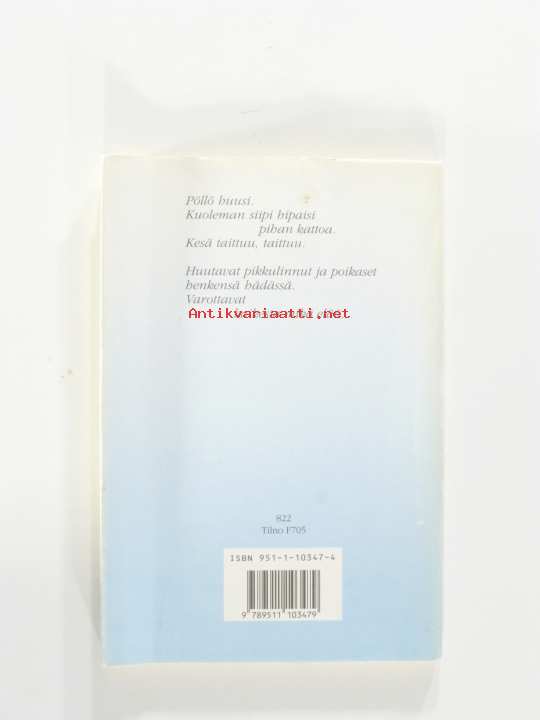 Pöllö huusi.
Kuoleman siipi hipaisi
pihan kattoa.
Kesä taittuu, taittuu.
Huutavat pikkulinnut ja poikaset
henkensä hädässä.
Varottavat
Antikvariaatti.net
822
Tilno F705
ISBN 951-1-10347-4
9 789511 103479